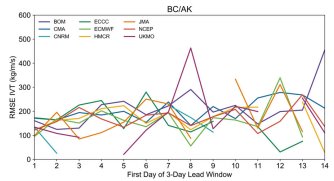 BC/AK
BOM
CMA
CNRM
ECCC
ECMWF
HMCR
JMA
NCEP
UKMO
RMSE IVT (kg/m/s)
600
500
400
300
200
100
0
1 2 3 4 5 6 7 8 9 10 11 12 13 14
First Day of 3-Day Lead Window